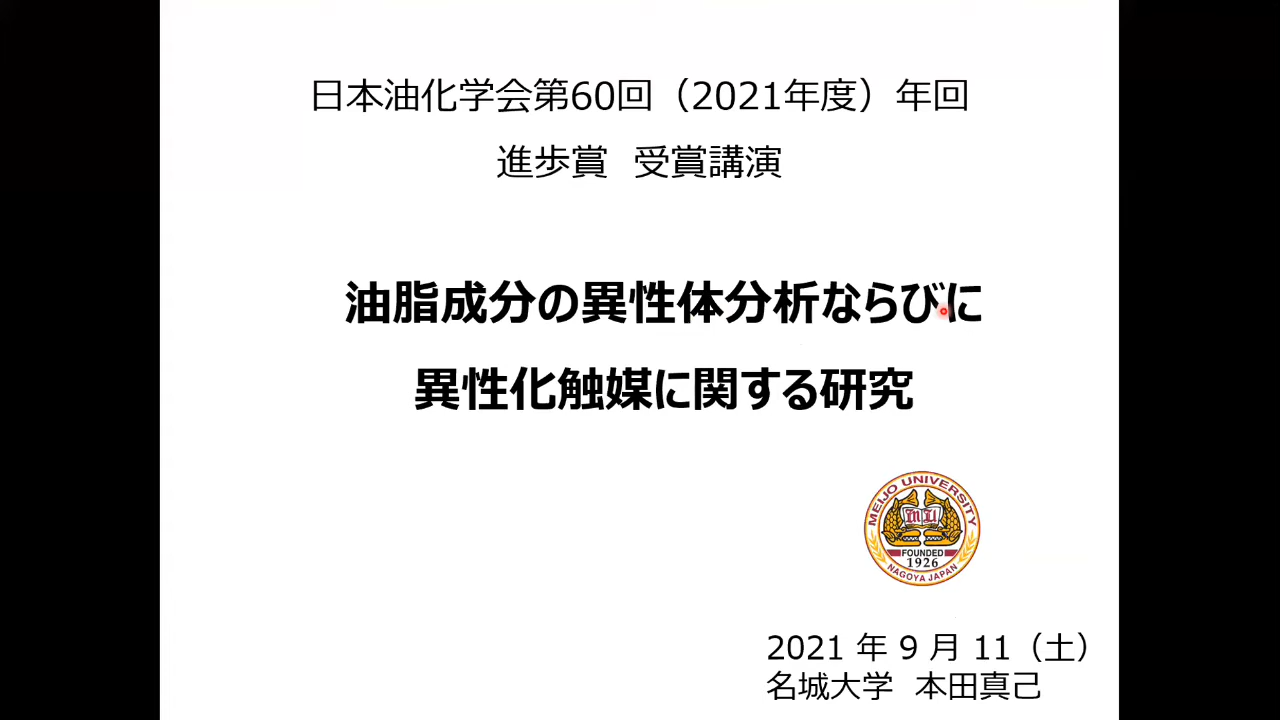 日本油化学会第60回（2021年度）年回
進歩賞　受賞講演
油脂成分の異性体分析ならびに
異性化触媒に関する研究
MEIJO UNIVERSITY
FOUNDED
1926
NAGOYA JAPAN
2021 年 9 月 11（土）
名城大学　本田真己